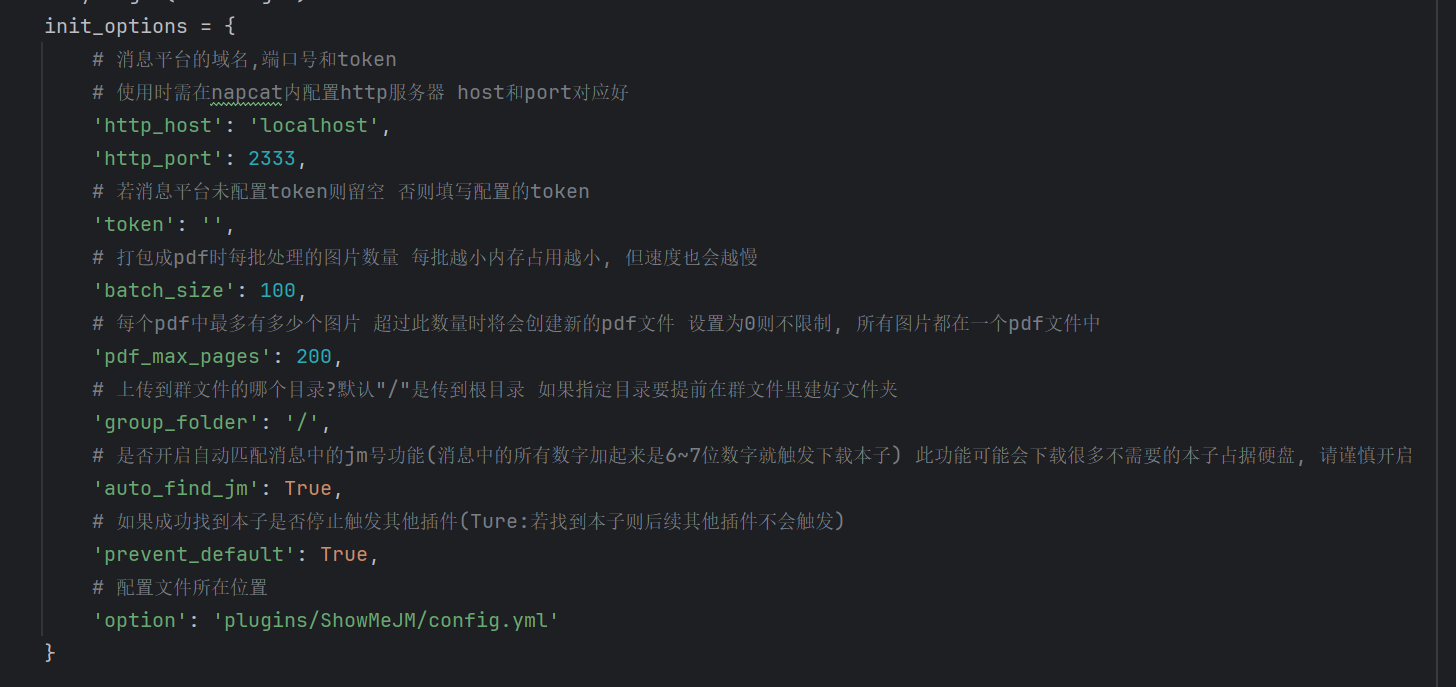 init_options = {
# 消息平台的域名,端口号和token
# 使用时需在napcat内配置http服务器 host和port对应好
'http_host': 'localhost',
'http_port': 2333,
# 若消息平台未配置token则留空 否则填写配置的token
'token': '',
# 打包成pdf时每批处理的图片数量 每批越小内存占用越小, 但速度也会越慢
'batch_size': 100,
# 每个pdf中最多有多少个图片 超过此数量时将会创建新的pdf文件 设置为0则不限制, 所有图片都在一个pdf文件中
'pdf_max_pages': 200,
# 上传到群文件的哪个目录?默认"/"是传到根目录 如果指定目录要提前在群文件里建好文件夹
'group_folder': '/',
# 是否开启自动匹配消息中的jm号功能(消息中的所有数字加起来是6~7位数字就触发下载本子) 此功能可能会下载很多不需要的本子占据硬盘, 请谨慎开启
'auto_find_jm': True,
# 如果成功找到本子是否停止触发其他插件(Ture:若找到本子则后续其他插件不会触发)
'prevent_default': True,
# 配置文件所在位置
'option': 'plugins/ShowMeJM/config.yml'
}